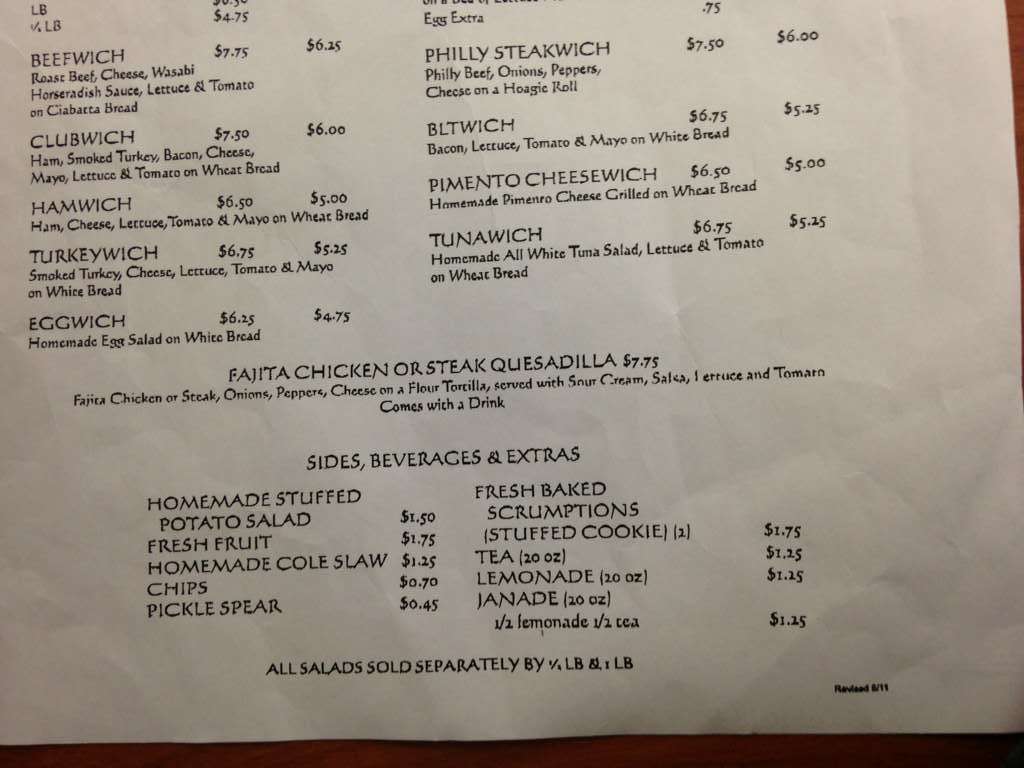 LB
¼ LB $4.75
BEEFWICH $7.75 $6.25
Roast Beef, Cheese, Wasabi
Horseradish Sauce, Lettuce & Tomato
on Ciabatta Bread
CLUBWICH $7.50 $6.00
Ham, Smoked Turkey, Bacon, Cheese,
Mayo, Lettuce & Tomato on Wheat Bread
HAMWICH $6.50 $5.00
Ham, Cheese, Lettuce, Tomato & Mayo on Wheat Bread
TURKEYWICH $6.75 $5.25
Smoked Turkey, Cheese, Lettuce, Tomato & Mayo
on White Bread
EGGWICH $6.25 $4.75
Homemade Egg Salad on White Bread
Egg Extra .75
PHILLY STEAKWICH $7.50 $6.00
Philly Beef, Onions, Peppers,
Cheese on a Hoagie Roll
BLTWICH $6.75 $5.25
Bacon, Lettuce, Tomato & Mayo on White Bread
PIMENTO CHEESEWICH $6.50 $5.00
Homemade Pimento Cheese Grilled on Wheat Bread
TUNAWICH $6.75 $5.25
Homemade All White Tuna Salad, Lettuce & Tomato
on Wheat Bread
FAJITA CHICKEN OR STEAK QUESADILLA $7.75
Fajita Chicken or Steak, Onions, Peppers, Cheese on a Flour Tortilla, served with Sour Cream, Salsa, Lettuce and Tomato
Comes with a Drink
SIDES, BEVERAGES & EXTRAS
HOMEMADE STUFFED
POTATO SALAD $1.50
FRESH FRUIT $1.75
HOMEMADE COLE SLAW $1.25
CHIPS $0.70
PICKLE SPEAR $0.45
FRESH BAKED
SCRUMPTIONS
(STUFFED COOKIE) (2) $1.75
TEA (20 oz) $1.25
LEMONADE (20 oz) $1.25
JANADE (20 oz)
1/2 lemonade 1/2 tea $1.25
ALL SALADS SOLD SEPARATELY BY ¼ LB & 1 LB
Revised 8/11